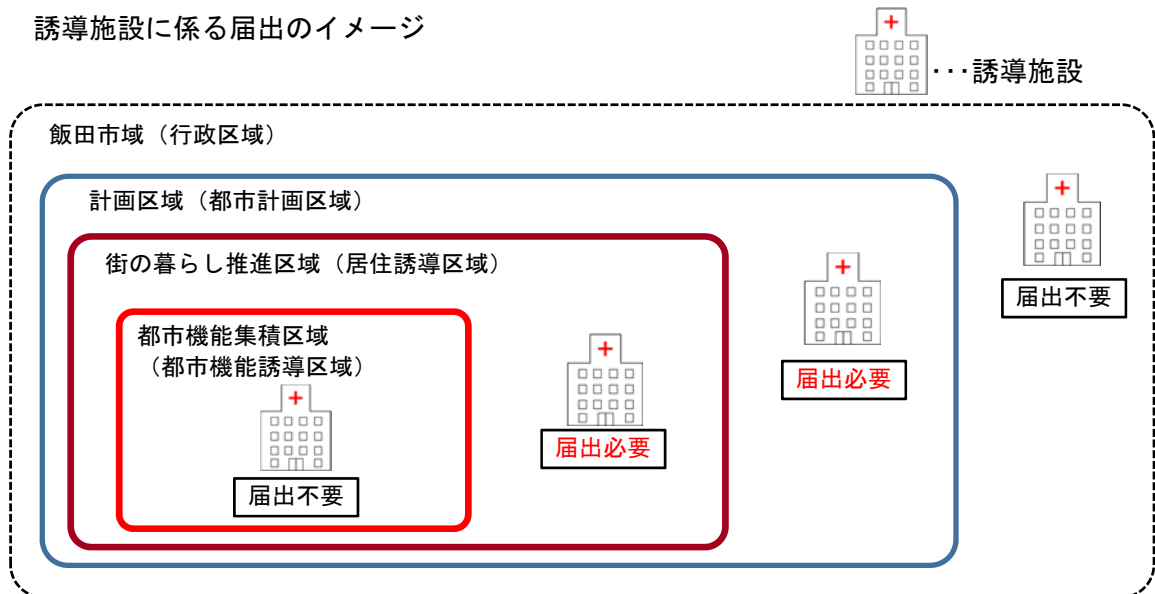 誘導施設に係る届出のイメージ
・・・誘導施設
飯田市域（行政区域）
計画区域（都市計画区域）
街の暮らし推進区域（居住誘導区域）
都市機能集積区域
（都市機能誘導区域）
届出不要
届出必要
届出必要
届出不要